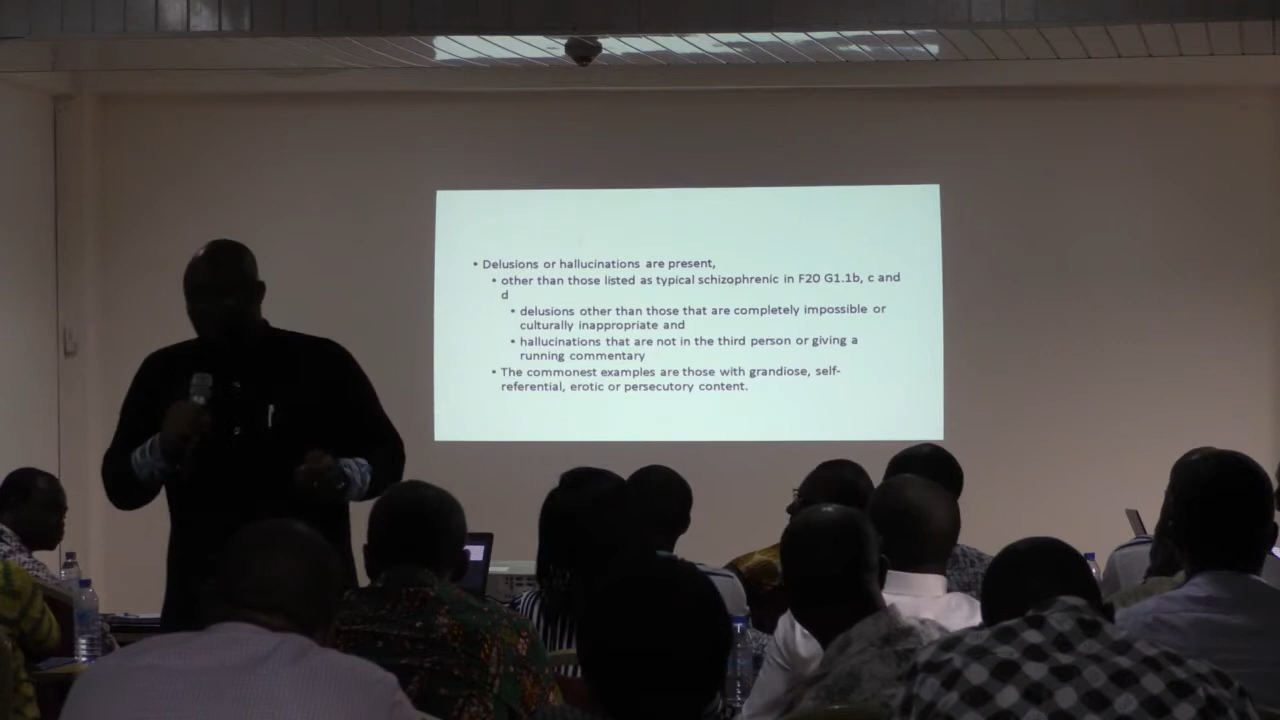 • Delusions or hallucinations are present,
• other than those listed as typical schizophrenic in F20 G1.1b, c and
d
• delusions other than those that are completely impossible or
culturally inappropriate and
• hallucinations that are not in the third person or giving a
running commentary
• The commonest examples are those with grandiose, self-
referential, erotic or persecutory content.